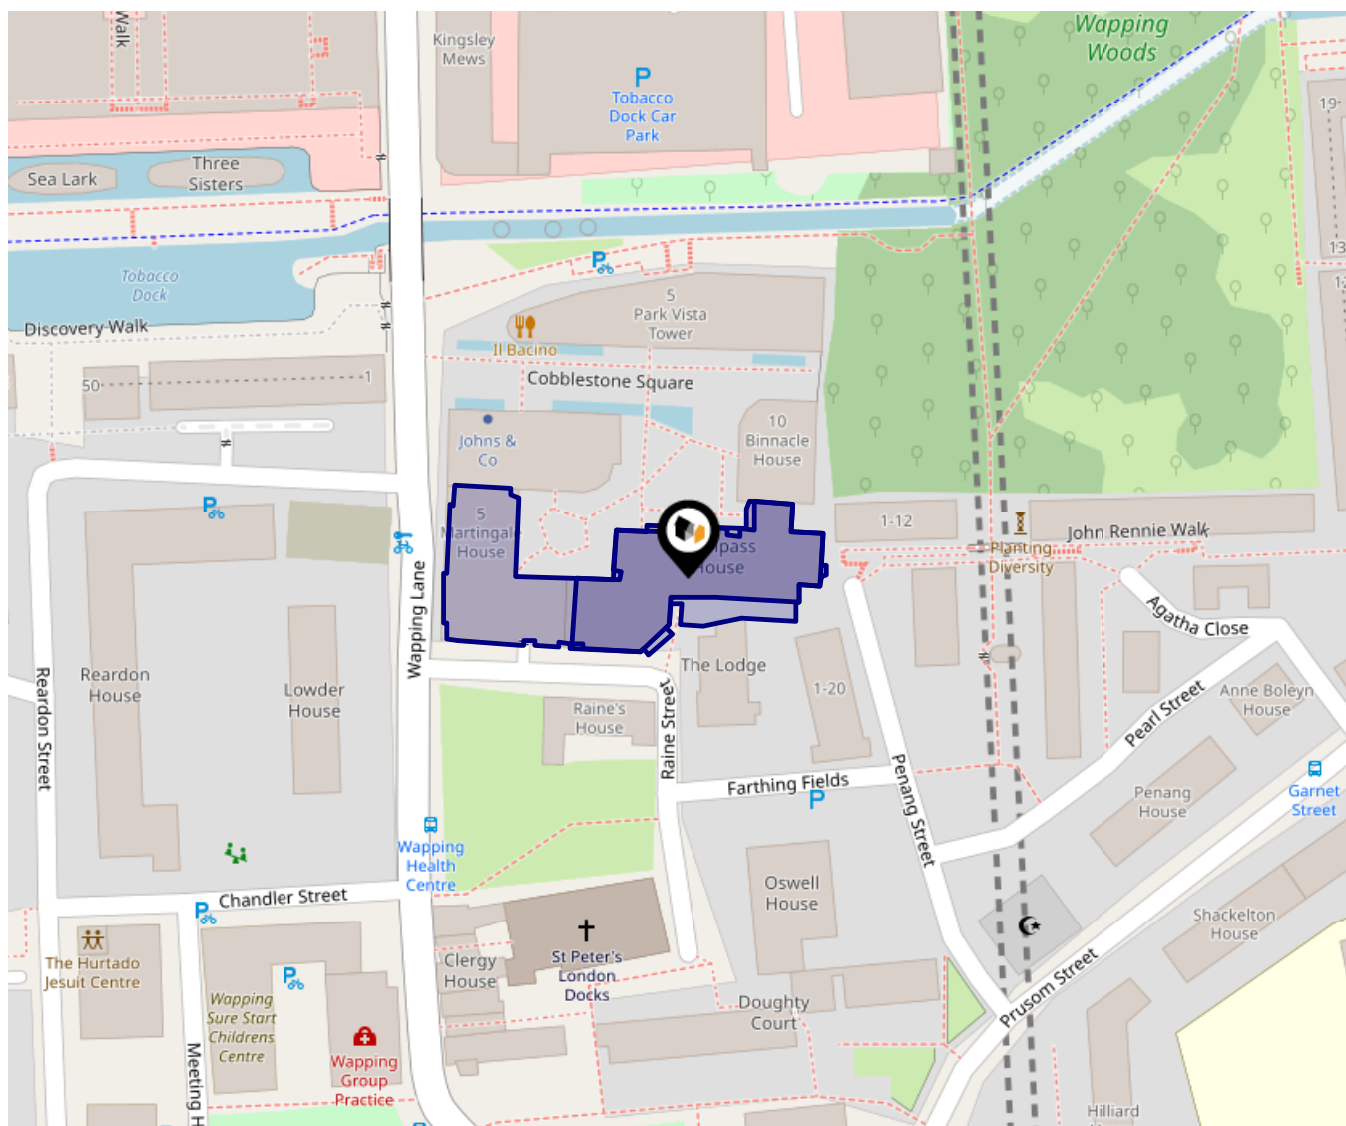 Walk
Kingsley
Mews
Wapping
Woods
Tobacco
Dock Car
Park
19-
Sea Lark
Three
Sisters
13
Tobacco
Dock
Discovery Walk
5
Park Vista
Tower
Il Bacino
Cobblestone Square
50
1
Johns &
Co
10
Binnacle
House
5
Martingale
House
House
1-12
John Rennie Walk
Planting
Diversity
Wapping Lane
Agatha Close
Reardon
House
Lowder
House
Reardon Street
The Lodge
1-20
Raine's
House
Raine Street
Anne Boleyn
House
Pearl Street
Farthing Fields
Penang Street
Penang
House
Garnet
Street
Wapping
Health
Centre
Chandler Street
Oswell
House
Shackelton
House
The Hurtado
Jesuit Centre
Clergy
House
St Peter's
London
Docks
Wapping
Sure Start
Childrens
Centre
Doughty
Court
Prusom Street
Meeting H
Wapping
Group
Practice
Hilliard